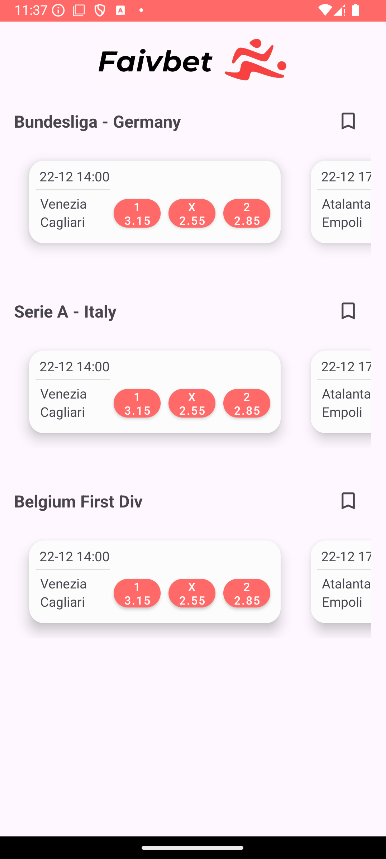 11:37
Faivbet
Bundesliga - Germany
22-12 14:00
22-12 17
Venezia
Cagliari
1
3.15
X
2.55
2
2.85
Atalanta
Empoli
Serie A - Italy
22-12 14:00
22-12 17
Venezia
Cagliari
1
3.15
X
2.55
2
2.85
Atalanta
Empoli
Belgium First Div
22-12 14:00
22-12 17
Venezia
Cagliari
1
3.15
X
2.55
2
2.85
Atalanta
Empoli